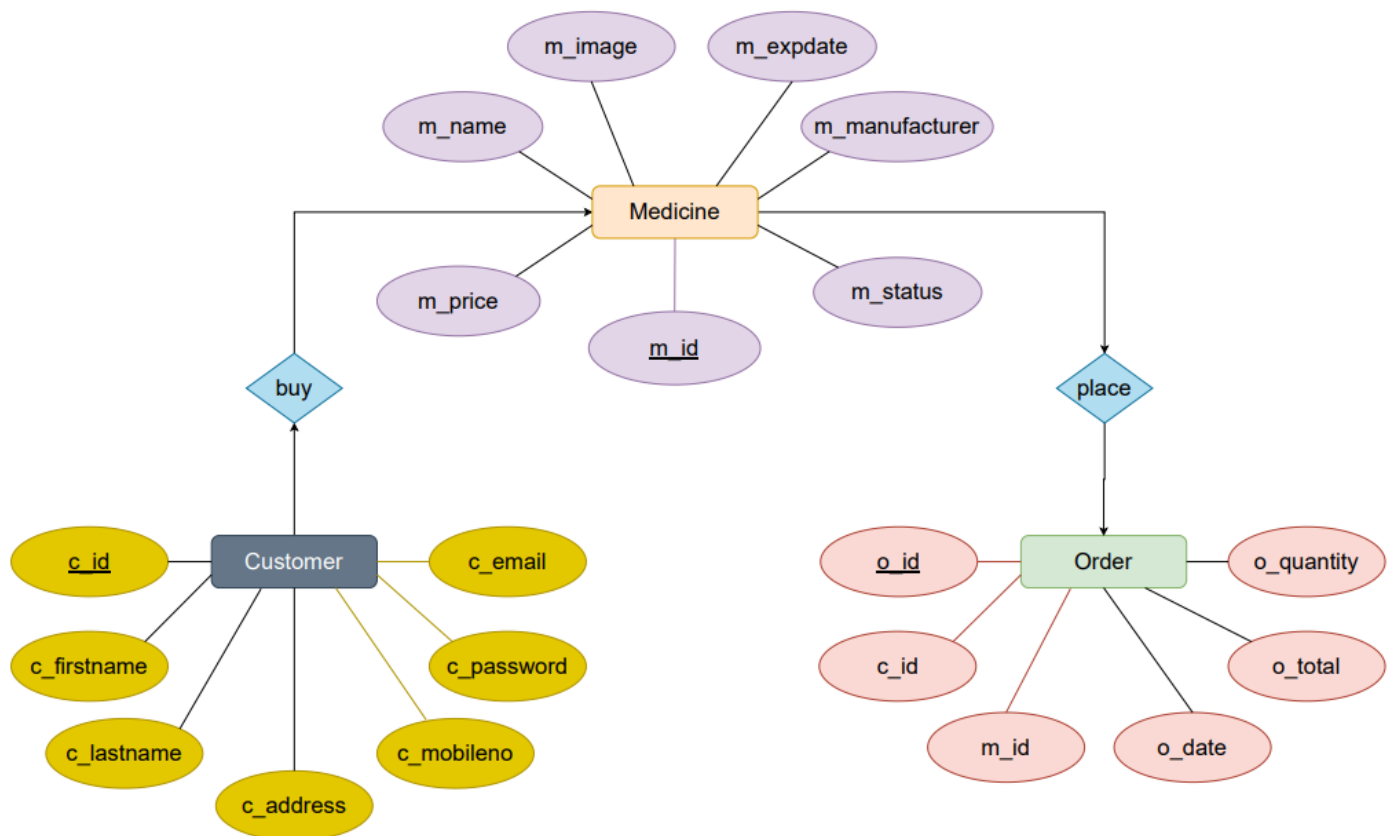 m_image
m_expdate
m_name
m_manufacturer
Medicine
m_price
m_status
m_id
buy
place
c_id
Customer
c_email
o_id
Order
o_quantity
c_firstname
c_password
c_id
o_total
c_lastname
c_mobileno
m_id
o_date
c_address